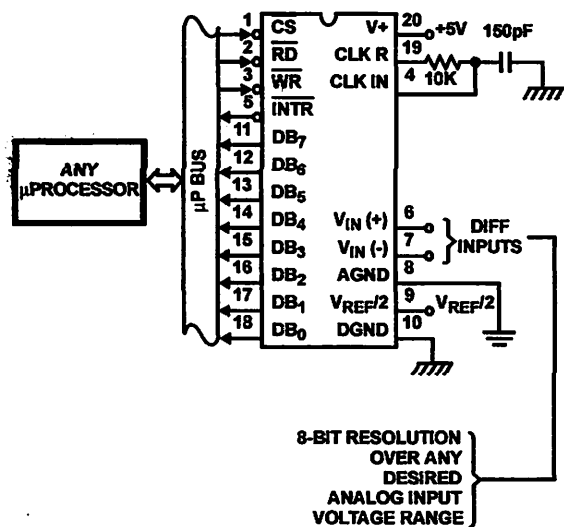 1 CS
2 RD
3 WR
5 INTR
11 DB7
12 DB6
13 DB5
14 DB4
15 DB3
16 DB2
17 DB1
18 DB0
ANY
μPROCESSOR
μP BUS
V+ 20 +5V
CLK R 19 10K 150pF
CLK IN 4
VIN (+) 6
VIN (-) 7
DIFF
INPUTS
AGND 8
VREF/2 9 VREF/2
DGND 10
8-BIT RESOLUTION
OVER ANY
DESIRED
ANALOG INPUT
VOLTAGE RANGE